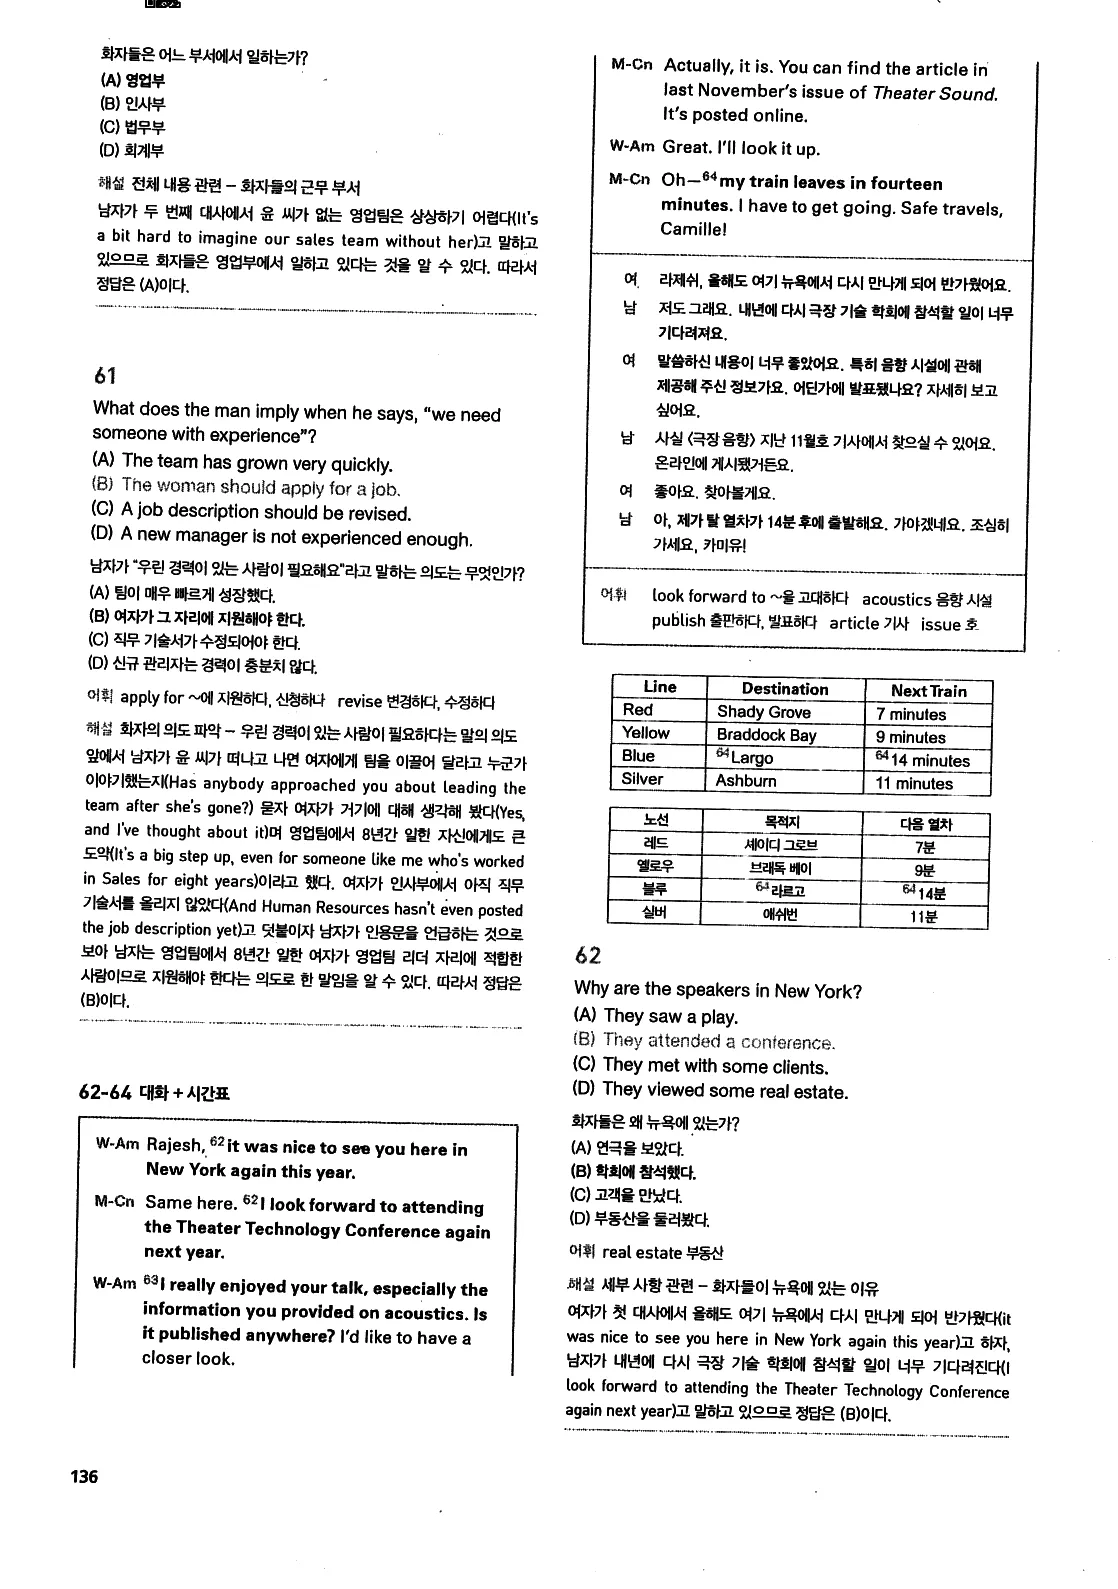 화자들은 어느 부서에서 일하는가?
(A) 영업부
(B) 인사부
(C) 법무부
(D) 회계부
해설 전체 내용 관련 – 화자들의 근무 부서
남자가 두 번째 대사에서 윤 씨가 없는 영업팀은 상상하기 어렵다(It's
a bit hard to imagine our sales team without her)고 말하고
있으므로 화자들은 영업부에서 일하고 있다는 것을 알 수 있다. 따라서
정답은 (A)이다.
61
What does the man imply when he says, "we need
someone with experience"?
(A) The team has grown very quickly.
(B) The woman should apply for a job.
(C) A job description should be revised.
(D) A new manager is not experienced enough.
남자가 "우린 경력이 있는 사람이 필요해요"라고 말하는 의도는 무엇인가?
(A) 팀이 매우 빠르게 성장했다.
(B) 여자가 그 자리에 지원해야 한다.
(C) 직무 기술서가 수정되어야 한다.
(D) 신규 관리자는 경력이 충분치 않다.
어휘 apply for ~에 지원하다, 신청하다 revise 변경하다, 수정하다
해설 화자의 의도 파악 – 우린 경력이 있는 사람이 필요하다는 말의 의도
앞에서 남자가 윤 씨가 떠나고 나면 여자에게 팀을 이끌어 달라고 누군가
이야기했는지(Has anybody approached you about leading the
team after she's gone?) 묻자 여자가 거기에 대해 생각해 봤다(Yes,
and I've thought about it)며 영업팀에서 8년간 일한 자신에게도 큰
도약(It's a big step up, even for someone like me who's worked
in Sales for eight years)이라고 했다. 여자가 인사부에서 아직 직무
기술서를 올리지 않았다(And Human Resources hasn't even posted
the job description yet)고 덧붙이자 남자가 인용문을 언급하는 것으로
보아 남자는 영업팀에서 8년간 일한 여자가 영업팀 리더 자리에 적합한
사람이므로 지원해야 한다는 의도로 한 말임을 알 수 있다. 따라서 정답은
(B)이다.
62-64 대화 + 시간표
W-Am Rajesh, 62it was nice to see you here in
New York again this year.
M-Cn Same here. 62I look forward to attending
the Theater Technology Conference again
next year.
W-Am 63I really enjoyed your talk, especially the
information you provided on acoustics. Is
it published anywhere? I'd like to have a
closer look.
136
M-Cn Actually, it is. You can find the article in
last November's issue of Theater Sound.
It's posted online.
W-Am Great. I'll look it up.
M-Cn Oh—64my train leaves in fourteen
minutes. I have to get going. Safe travels,
Camille!
여 라제쉬, 올해도 여기 뉴욕에서 다시 만나게 되어 반가웠어요.
남 저도 그래요. 내년에 다시 극장 기술 학회에 참석할 일이 너무
기다려져요.
여 말씀하신 내용이 너무 좋았어요. 특히 음향 시설에 관해
제공해 주신 정보가요. 어딘가에 발표됐나요? 자세히 보고
싶어요.
남 사실 〈극장 음향〉 지난 11월호 기사에서 찾으실 수 있어요.
온라인에 게시됐거든요.
여 좋아요. 찾아볼게요.
남 아, 제가 탈 열차가 14분 후에 출발해요. 가야겠네요. 조심히
가세요, 카미유!
어휘 look forward to ~을 고대하다 acoustics 음향 시설
publish 출판하다, 발표하다 article 기사 issue 호
Line Destination Next Train
Red Shady Grove 7 minutes
Yellow Braddock Bay 9 minutes
Blue 64Largo 6414 minutes
Silver Ashburn 11 minutes
노선 목적지 다음 열차
레드 셰이디 그로브 7분
옐로우 브래독 베이 9분
블루 64라르고 6414분
실버 애쉬번 11분
62
Why are the speakers in New York?
(A) They saw a play.
(B) They attended a conference.
(C) They met with some clients.
(D) They viewed some real estate.
화자들은 왜 뉴욕에 있는가?
(A) 연극을 보았다.
(B) 학회에 참석했다.
(C) 고객을 만났다.
(D) 부동산을 둘러봤다.
어휘 real estate 부동산
해설 세부 사항 관련 – 화자들이 뉴욕에 있는 이유
여자가 첫 대사에서 올해도 여기 뉴욕에서 다시 만나게 되어 반가웠다(it
was nice to see you here in New York again this year)고 하자,
남자가 내년에 다시 극장 기술 학회에 참석할 일이 너무 기다려진다(I
look forward to attending the Theater Technology Conference
again next year)고 말하고 있으므로 정답은 (B)이다.